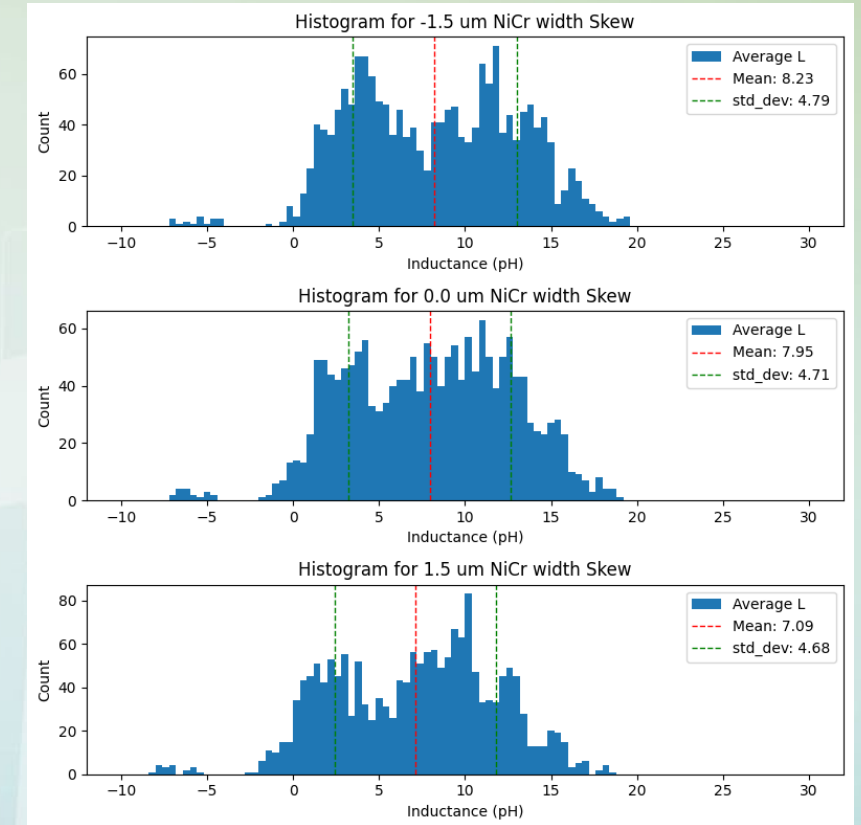 Histogram for -1.5 um NiCr width Skew
Average L
Mean: 8.23
std_dev: 4.79
Count
60
40
20
0
−10 −5 0 5 10 15 20 25 30
Inductance (pH)
Histogram for 0.0 um NiCr width Skew
Average L
Mean: 7.95
std_dev: 4.71
Count
60
40
20
0
−10 −5 0 5 10 15 20 25 30
Inductance (pH)
Histogram for 1.5 um NiCr width Skew
Average L
Mean: 7.09
std_dev: 4.68
Count
80
60
40
20
0
−10 −5 0 5 10 15 20 25 30
Inductance (pH)